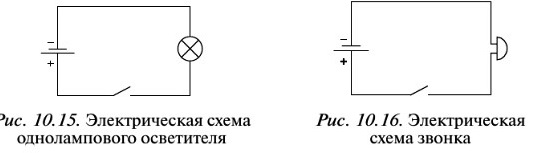 −
+
−
+
Рис. 10.15. Электрическая схема
однолампового осветителя
Рис. 10.16. Электрическая
схема звонка